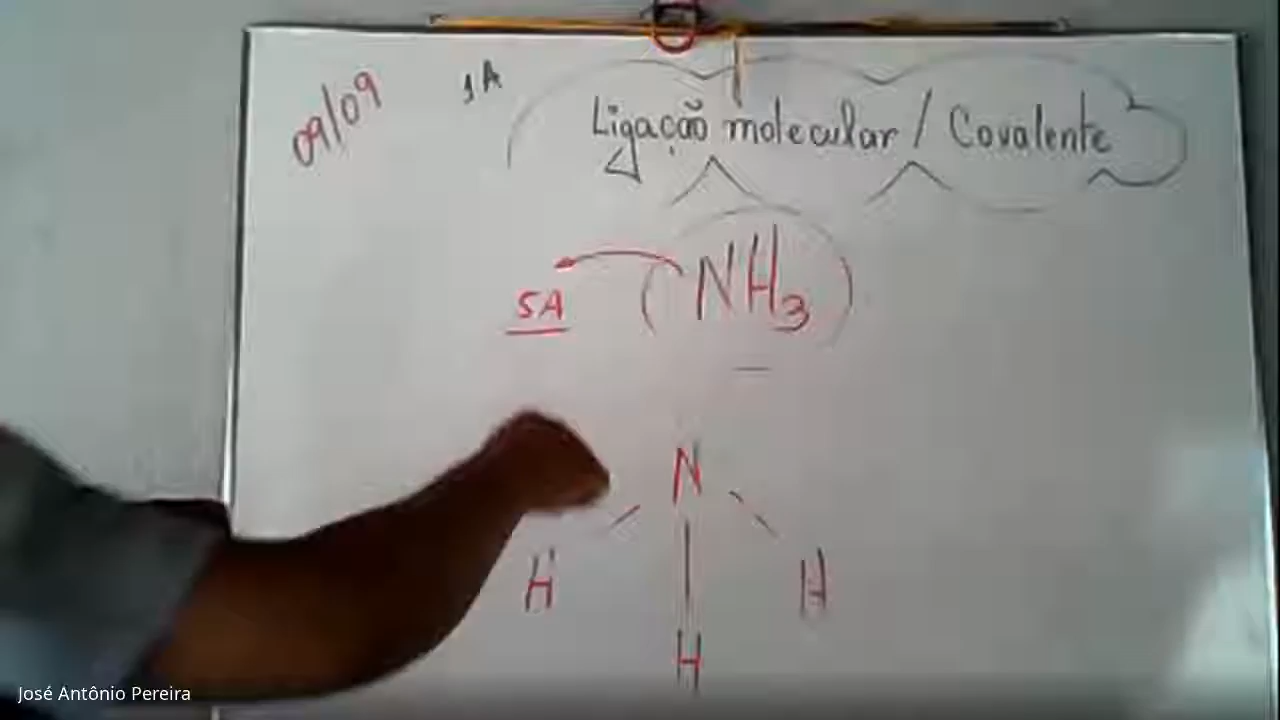 09/09
1A
Ligação molecular / Covalente
5A
(NH₃)
N
H H
H
José Antônio Pereira